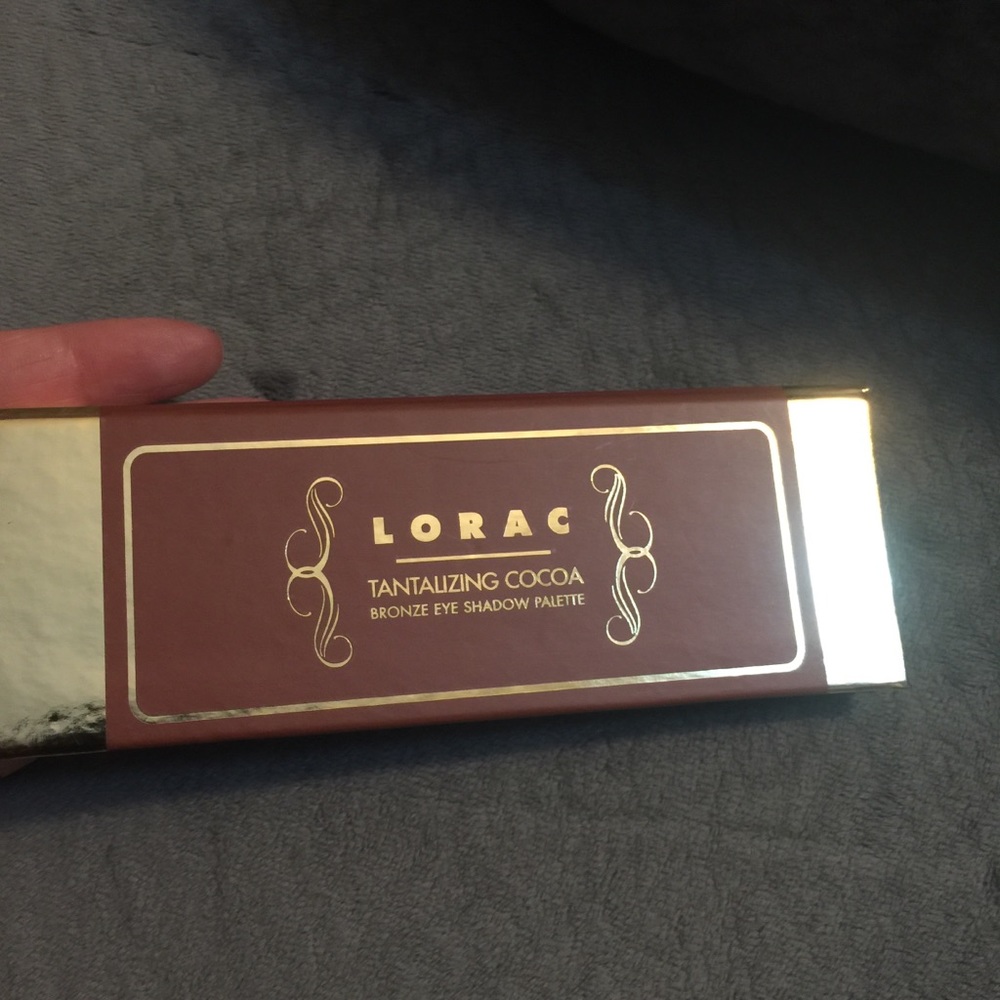 LORAC
TANTALIZING COCOA
BRONZE EYE SHADOW PALETTE